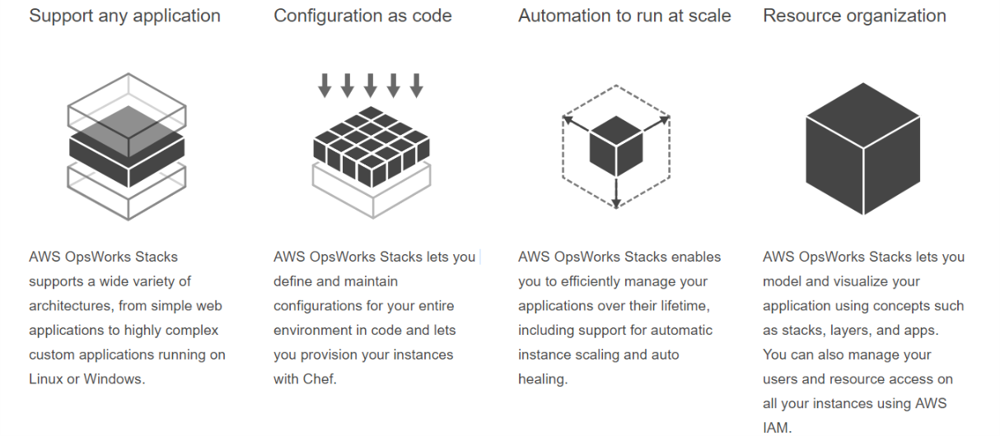 Support any application
Configuration as code
Automation to run at scale
Resource organization
AWS OpsWorks Stacks
supports a wide variety of
architectures, from simple web
applications to highly complex
custom applications running on
Linux or Windows.
AWS OpsWorks Stacks lets you
define and maintain
configurations for your entire
environment in code and lets
you provision your instances
with Chef.
AWS OpsWorks Stacks enables
you to efficiently manage your
applications over their lifetime,
including support for automatic
instance scaling and auto
healing.
AWS OpsWorks Stacks lets you
model and visualize your
application using concepts such
as stacks, layers, and apps.
You can also manage your
users and resource access on
all your instances using AWS
IAM.